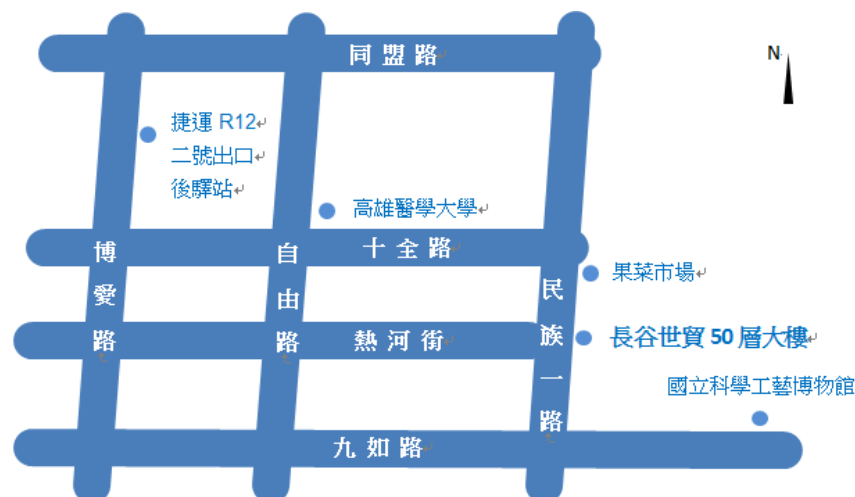 同盟路
N
捷運 R12
二號出口
後驛站
高雄醫學大學
博愛路
自由路
十全路
果菜市場
民族一路
熱河街
長谷世貿 50 層大樓
國立科學工藝博物館
九如路